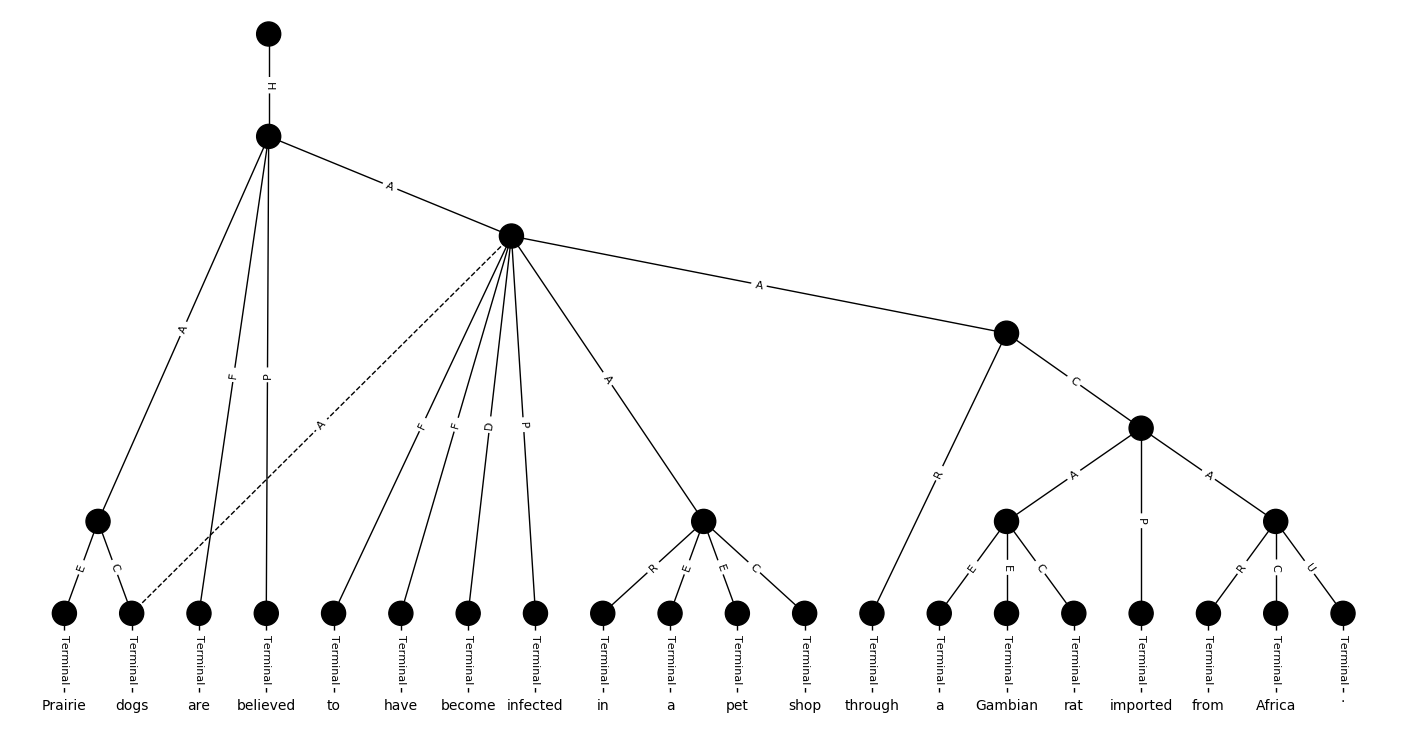 H
A
A
A
F
P
A
A
C
F
F
D
P
R
A
P
A
E
C
R
E
E
C
E
E
C
R
C
U
Terminal Terminal Terminal Terminal Terminal Terminal Terminal Terminal Terminal Terminal Terminal Terminal Terminal Terminal Terminal Terminal Terminal Terminal Terminal Terminal
Prairie dogs are believed to have become infected in a pet shop through a Gambian rat imported from Africa .